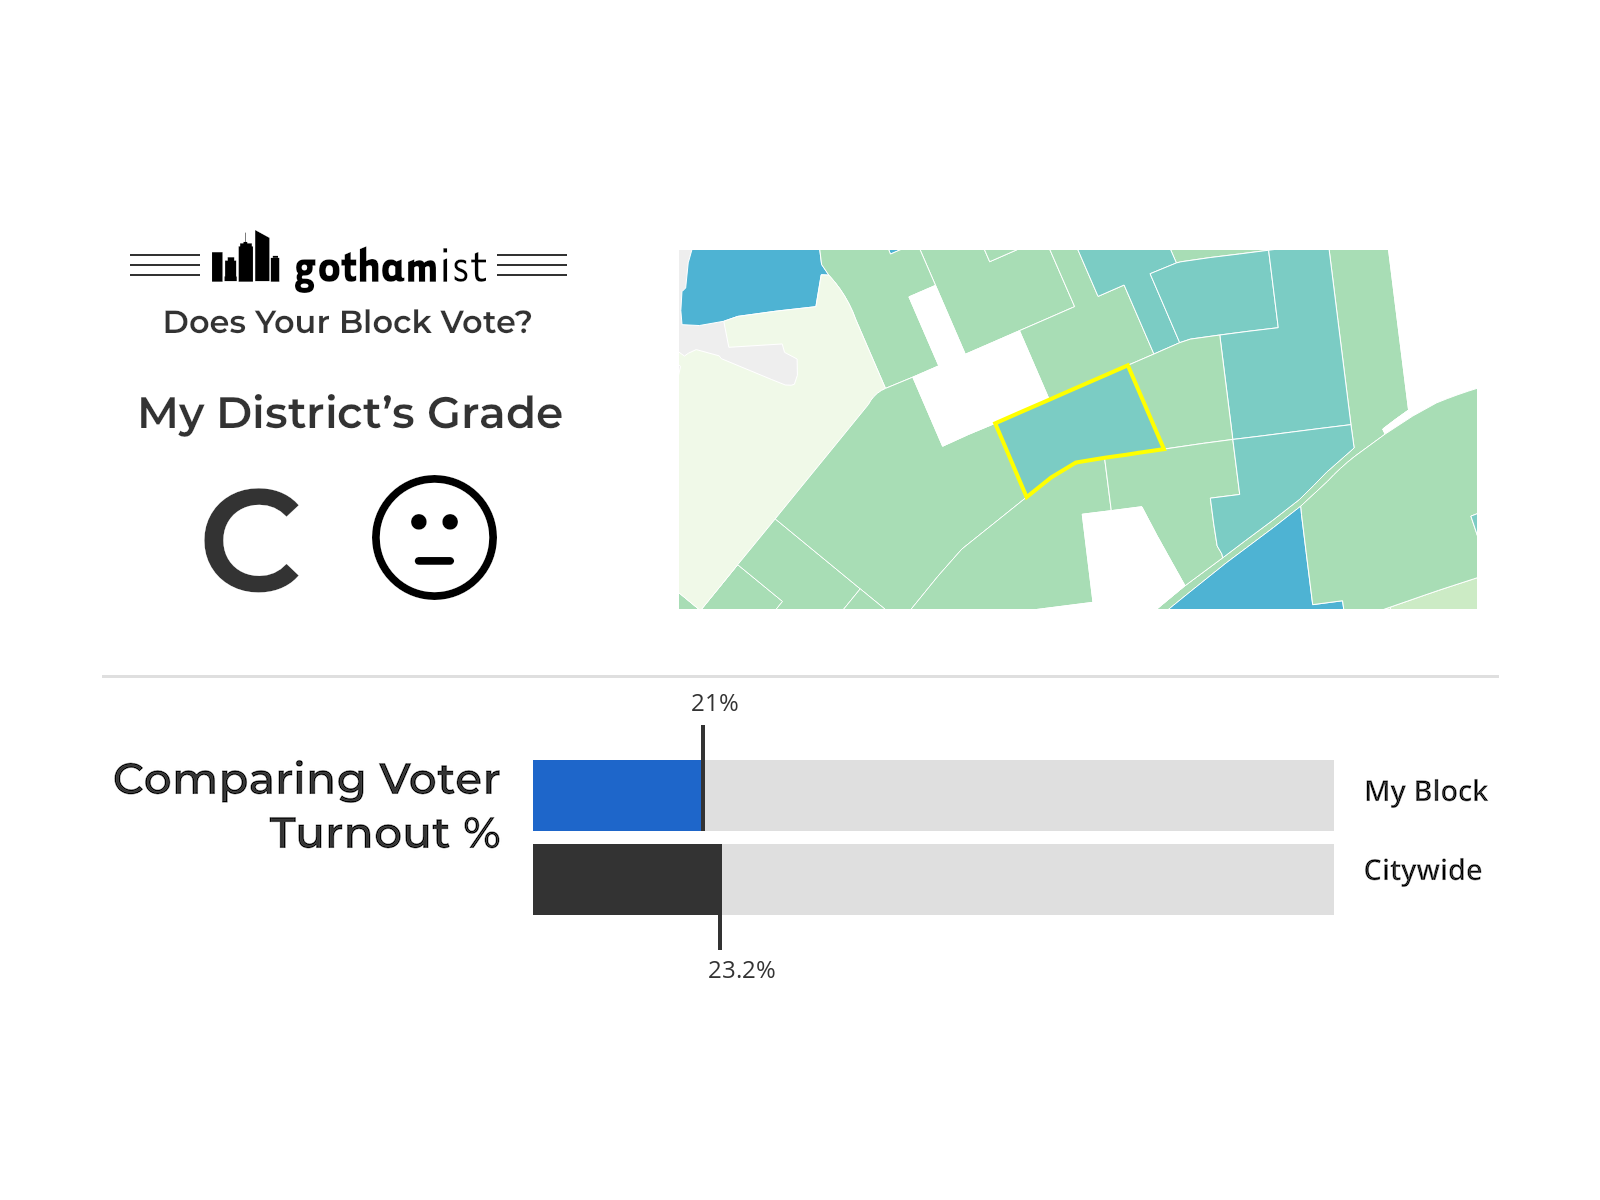 gothamist
Does Your Block Vote?
My District's Grade
C
21%
Comparing Voter
Turnout %
My Block
Citywide
23.2%